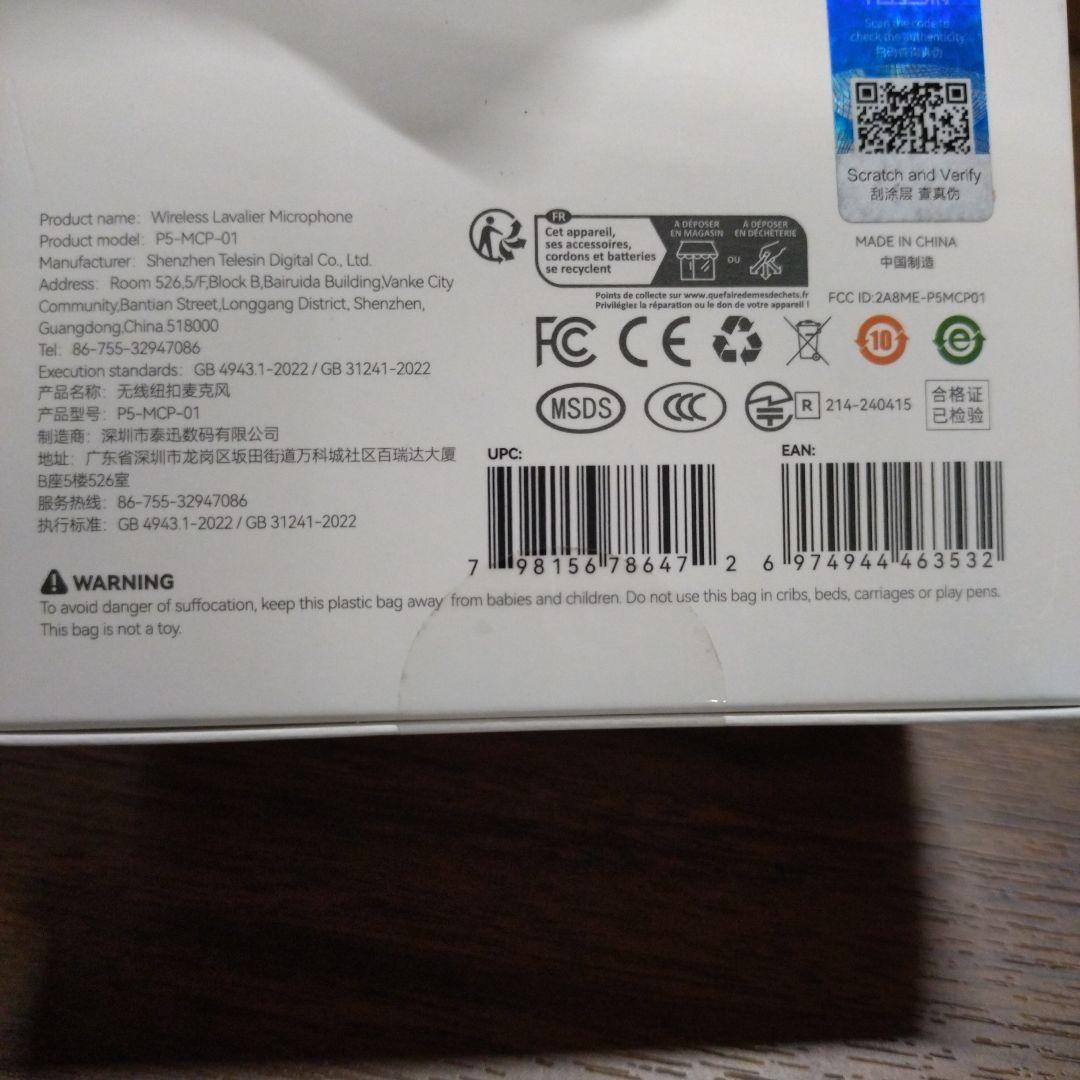 Scan the code to
check the authenticity
Scratch and Verify
刮涂层 查真伪
MADE IN CHINA
中国制造
FCC ID:2A8ME-P5MCP01
Product name: Wireless Lavalier Microphone
Product model: P5-MCP-01
Manufacturer: Shenzhen Telesin Digital Co., Ltd.
Address: Room 526,5/F,Block B,Bairuida Building,Vanke City
Community,Bantian Street,Longgang District, Shenzhen,
Guangdong,China.518000
Tel: 86-755-32947086
Execution standards: GB 4943.1-2022 / GB 31241-2022
产品名称: 无线纽扣麦克风
产品型号: P5-MCP-01
制造商: 深圳市泰迅数码有限公司
地址: 广东省深圳市龙岗区坂田街道万科城社区百瑞达大厦
B座5楼526室
服务热线: 86-755-32947086
执行标准: GB 4943.1-2022 / GB 31241-2022
FR
Cet appareil,
ses accessoires,
cordons et batteries
se recyclent
À DÉPOSER
EN MAGASIN
OU
À DÉPOSER
EN DÉCHÈTERIE
Points de collecte sur www.quefairedemesdechets.fr
Privilégiez la réparation ou le don de votre appareil !
FC CE
10
e
MSDS
CCC
R 214-240415
合格证
已检验
UPC:
7 98156 78647 2
EAN:
6 974944 463532
WARNING
To avoid danger of suffocation, keep this plastic bag away from babies and children. Do not use this bag in cribs, beds, carriages or play pens.
This bag is not a toy.